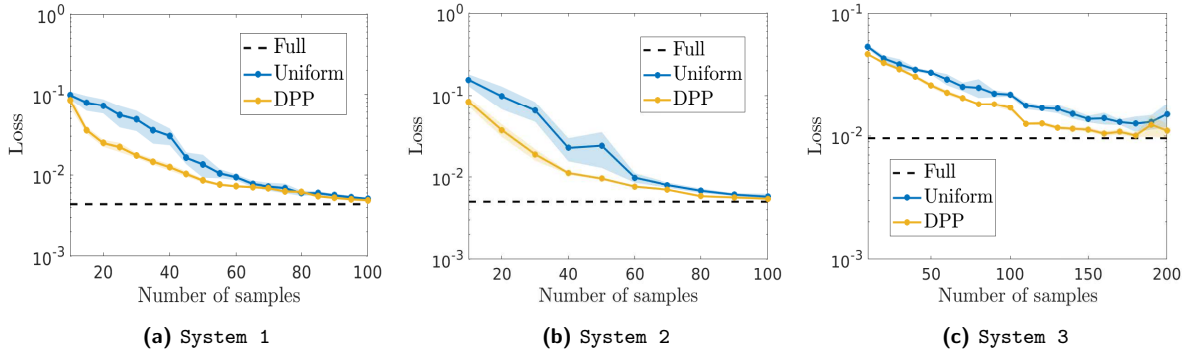 10^0
10^-1
10^-2
10^-3
Loss
Full
Uniform
DPP
20 40 60 80 100
Number of samples
(a) System 1
10^0
10^-1
10^-2
10^-3
Loss
Full
Uniform
DPP
20 40 60 80 100
Number of samples
(b) System 2
10^-1
10^-2
10^-3
Loss
Full
Uniform
DPP
50 100 150 200
Number of samples
(c) System 3